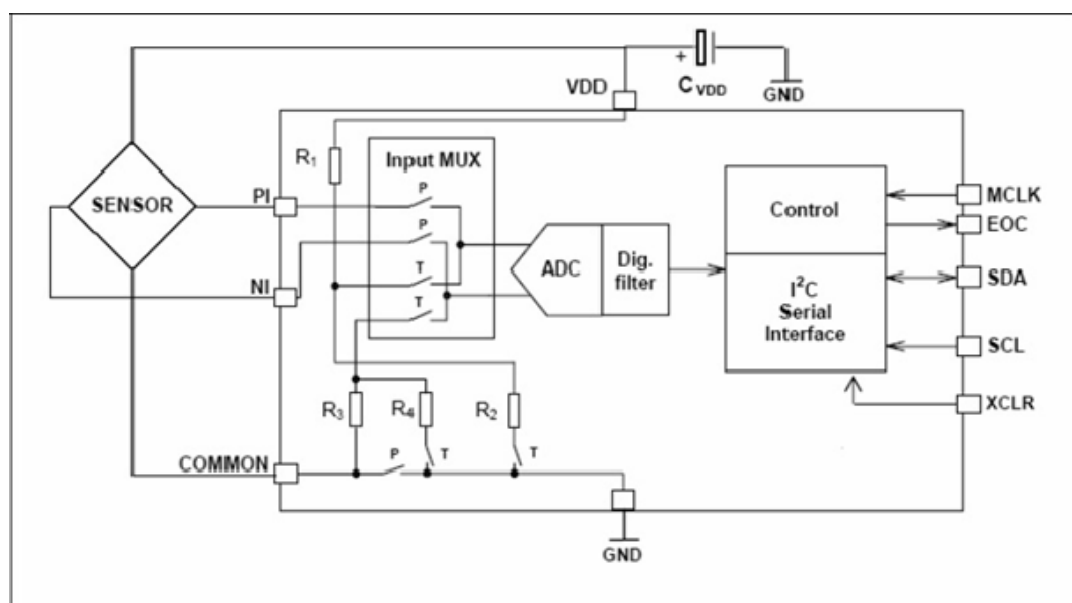 +
C VDD
GND
VDD
R1
Input MUX
P
PI
SENSOR
P
Control
MCLK
EOC
ADC
Dig.
filter
T
NI
T
I²C
Serial
Interface
SDA
SCL
R3
R4
R2
XCLR
COMMON
P
T
T
GND